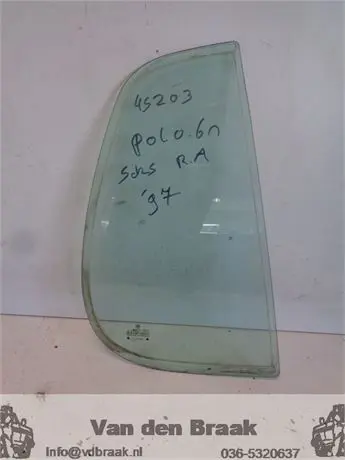 45203
polo.6n
5drs R.A
'97
Van den Braak
info@vdbraak.nl
036-5320637